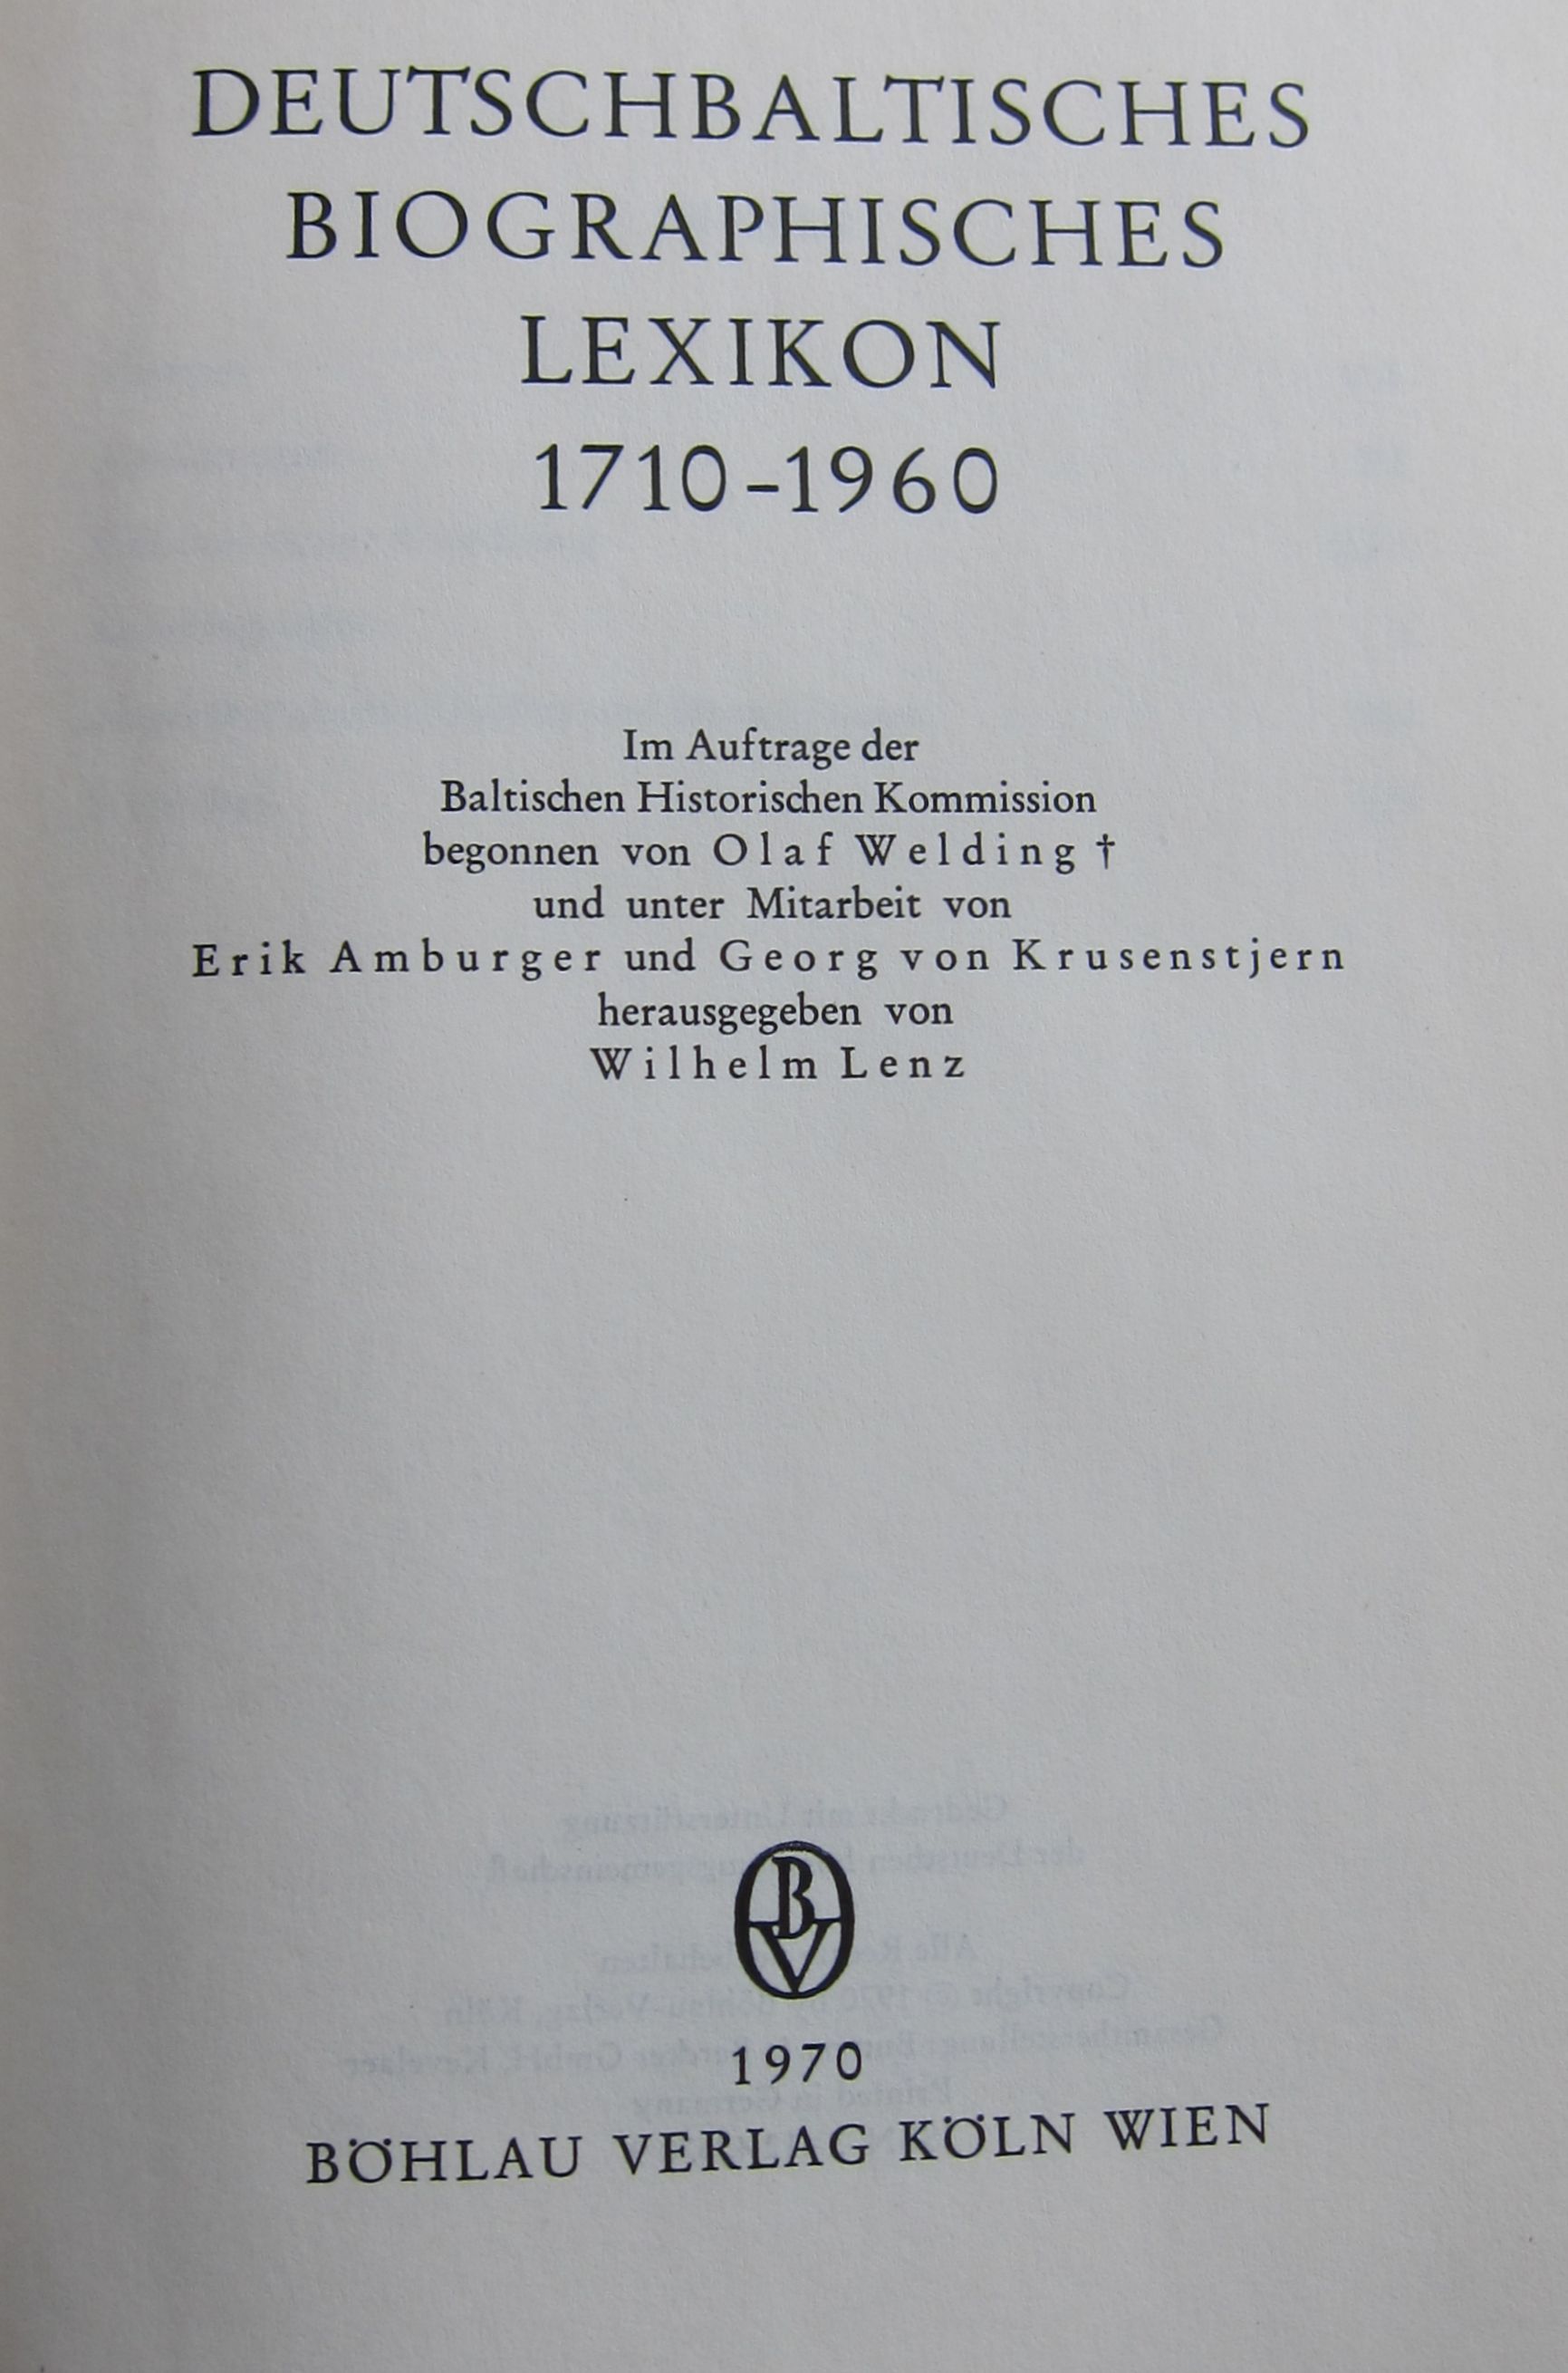 DEUTSCHBALTISCHES
BIOGRAPHISCHES
LEXIKON
1710-1960
Im Auftrage der
Baltischen Historischen Kommission
begonnen von Olaf Welding †
und unter Mitarbeit von
Erik Amburger und Georg von Krusenstjern
herausgegeben von
Wilhelm Lenz
BV
1970
BÖHLAU VERLAG KÖLN WIEN